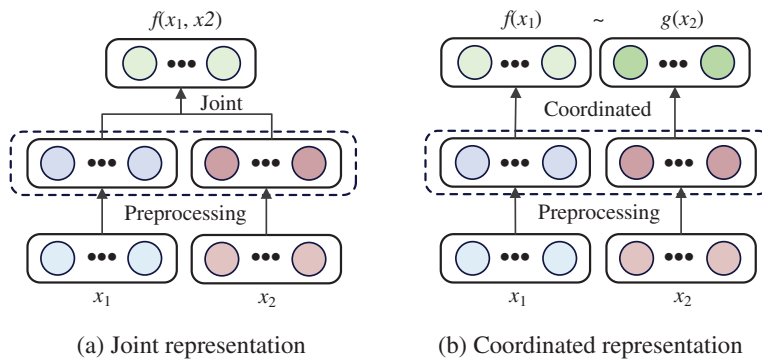 f(x₁, x2)
Joint
Preprocessing
x₁
x₂
(a) Joint representation
f(x₁) ~ g(x₂)
Coordinated
Preprocessing
x₁
x₂
(b) Coordinated representation